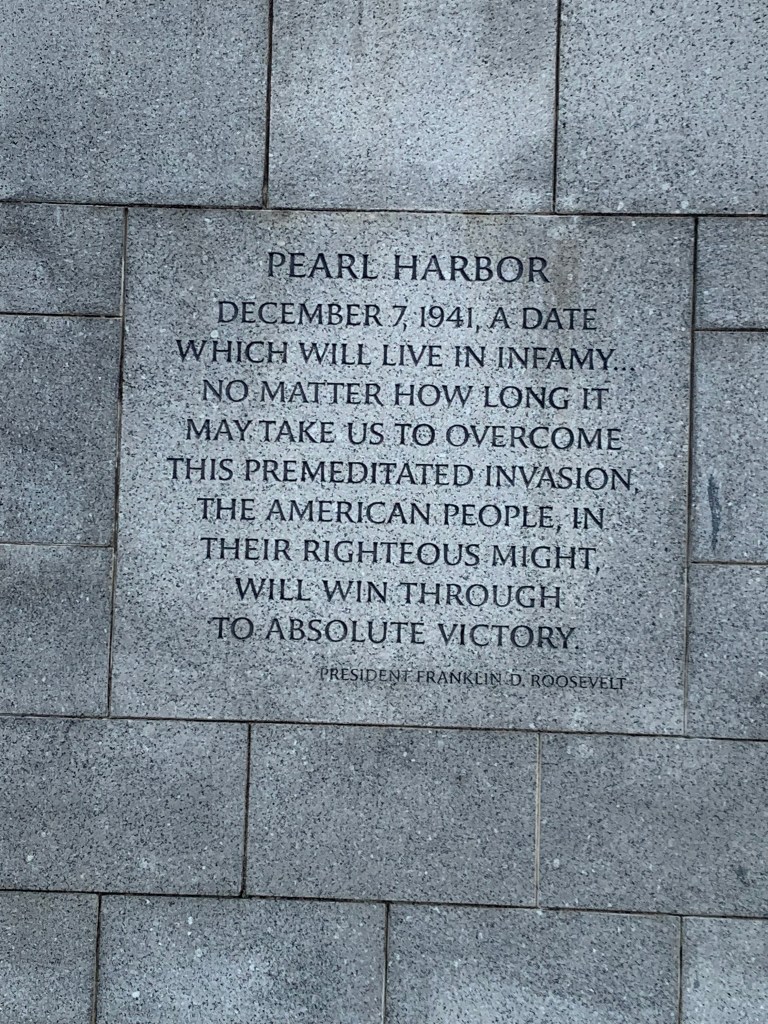 PEARL HARBOR
DECEMBER 7, 1941, A DATE
WHICH WILL LIVE IN INFAMY...
NO MATTER HOW LONG IT
MAY TAKE US TO OVERCOME
THIS PREMEDITATED INVASION,
THE AMERICAN PEOPLE, IN
THEIR RIGHTEOUS MIGHT,
WILL WIN THROUGH
TO ABSOLUTE VICTORY.
PRESIDENT FRANKLIN D. ROOSEVELT